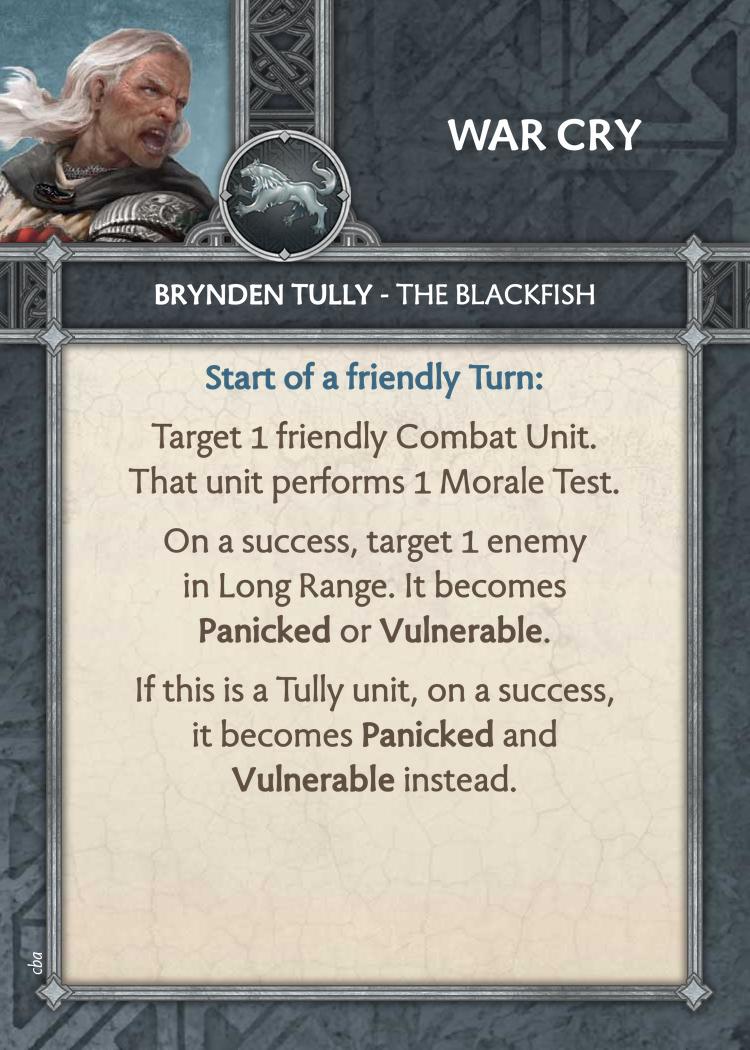 WAR CRY
BRYNDEN TULLY - THE BLACKFISH
Start of a friendly Turn:
Target 1 friendly Combat Unit.
That unit performs 1 Morale Test.
On a success, target 1 enemy
in Long Range. It becomes
Panicked or Vulnerable.
If this is a Tully unit, on a success,
it becomes Panicked and
Vulnerable instead.
cba